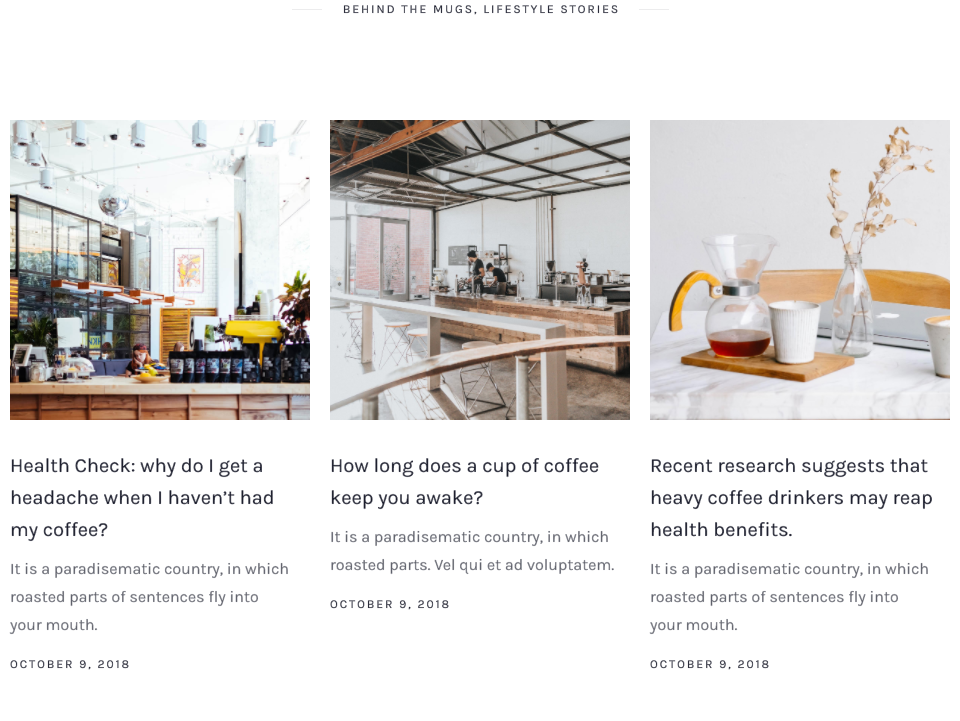 BEHIND THE MUGS, LIFESTYLE STORIES
Health Check: why do I get a
headache when I haven’t had
my coffee?
It is a paradisematic country, in which
roasted parts of sentences fly into
your mouth.
OCTOBER 9, 2018
How long does a cup of coffee
keep you awake?
It is a paradisematic country, in which
roasted parts. Vel qui et ad voluptatem.
OCTOBER 9, 2018
Recent research suggests that
heavy coffee drinkers may reap
health benefits.
It is a paradisematic country, in which
roasted parts of sentences fly into
your mouth.
OCTOBER 9, 2018